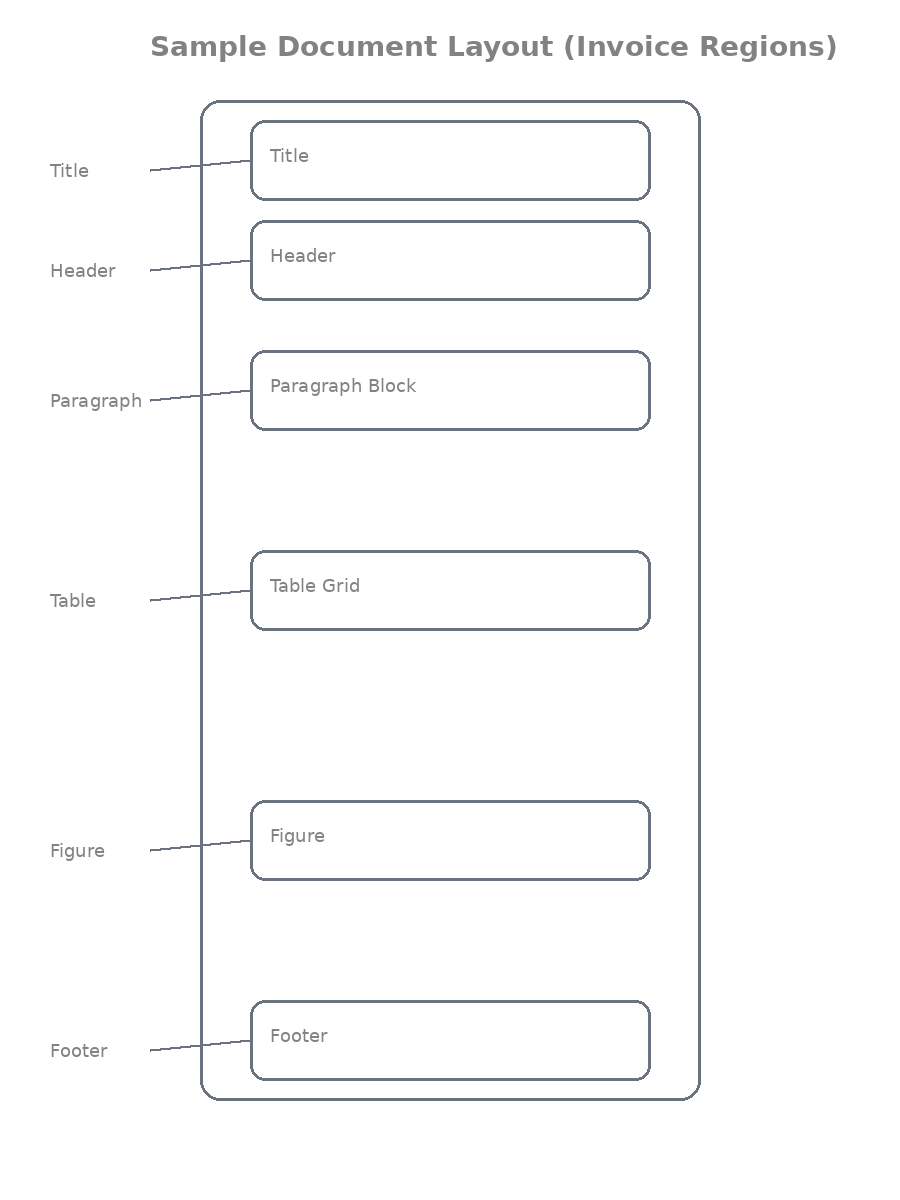 Sample Document Layout (Invoice Regions)
Title
Title
Header
Header
Paragraph Block
Paragraph
Table Grid
Table
Figure
Figure
Footer
Footer